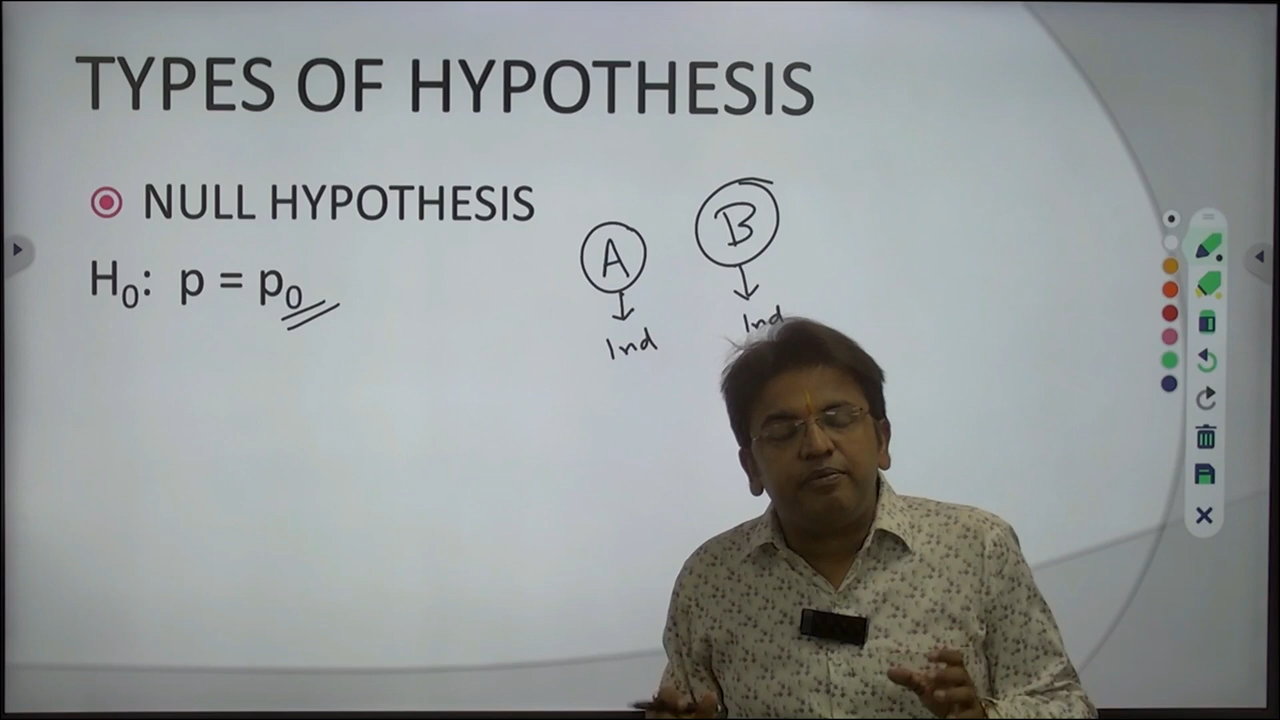 TYPES OF HYPOTHESIS
NULL HYPOTHESIS
H₀: p = p₀
A
B
Ind
Ind